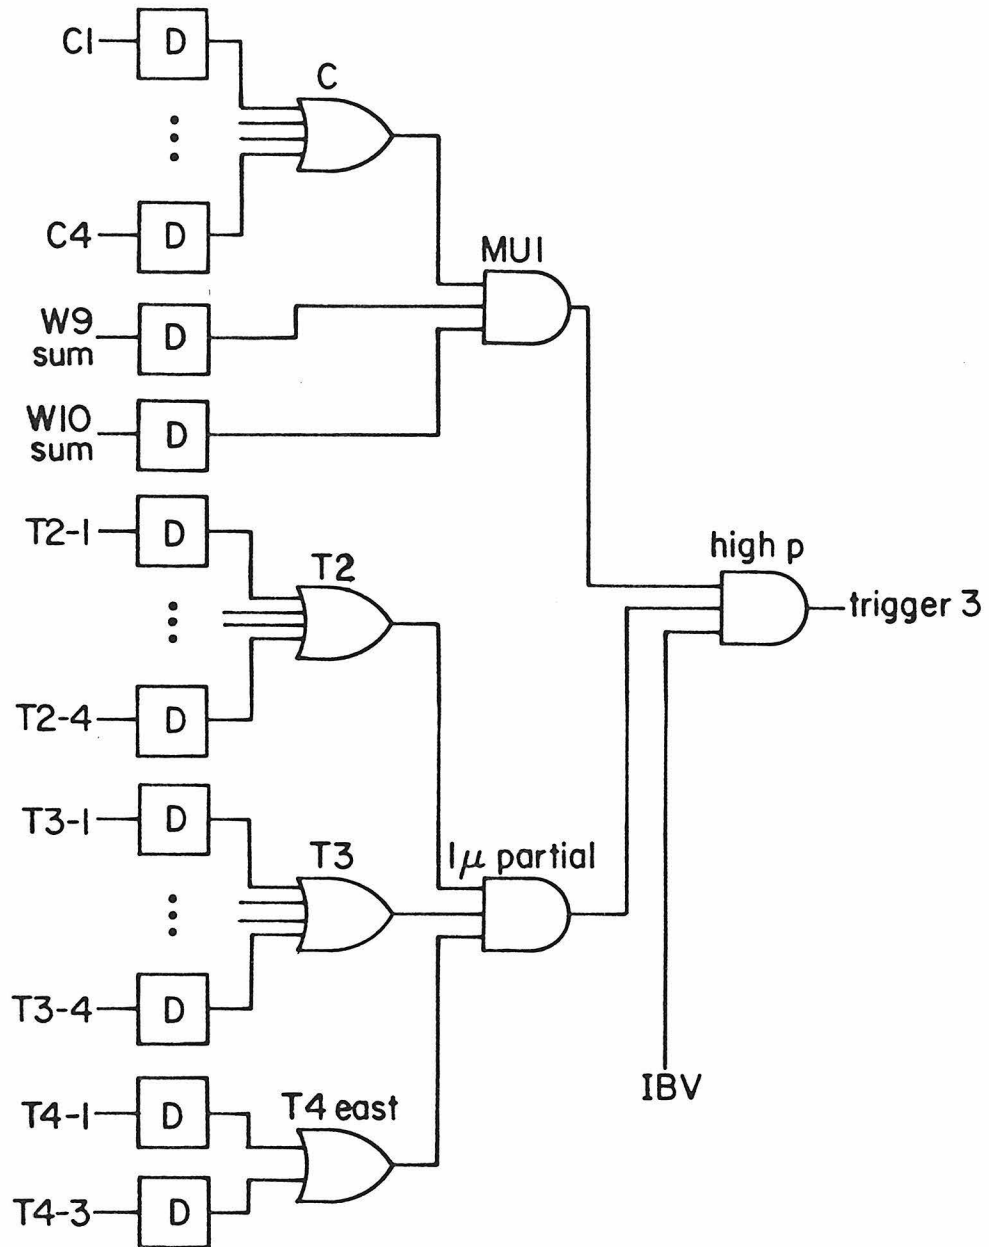 C1
D
C
C4
D
MU1
W9
sum
D
W10
sum
D
T2-1
D
T2
high p
trigger 3
T2-4
D
T3-1
D
T3
1μ partial
T3-4
D
IBV
T4-1
D
T4 east
T4-3
D